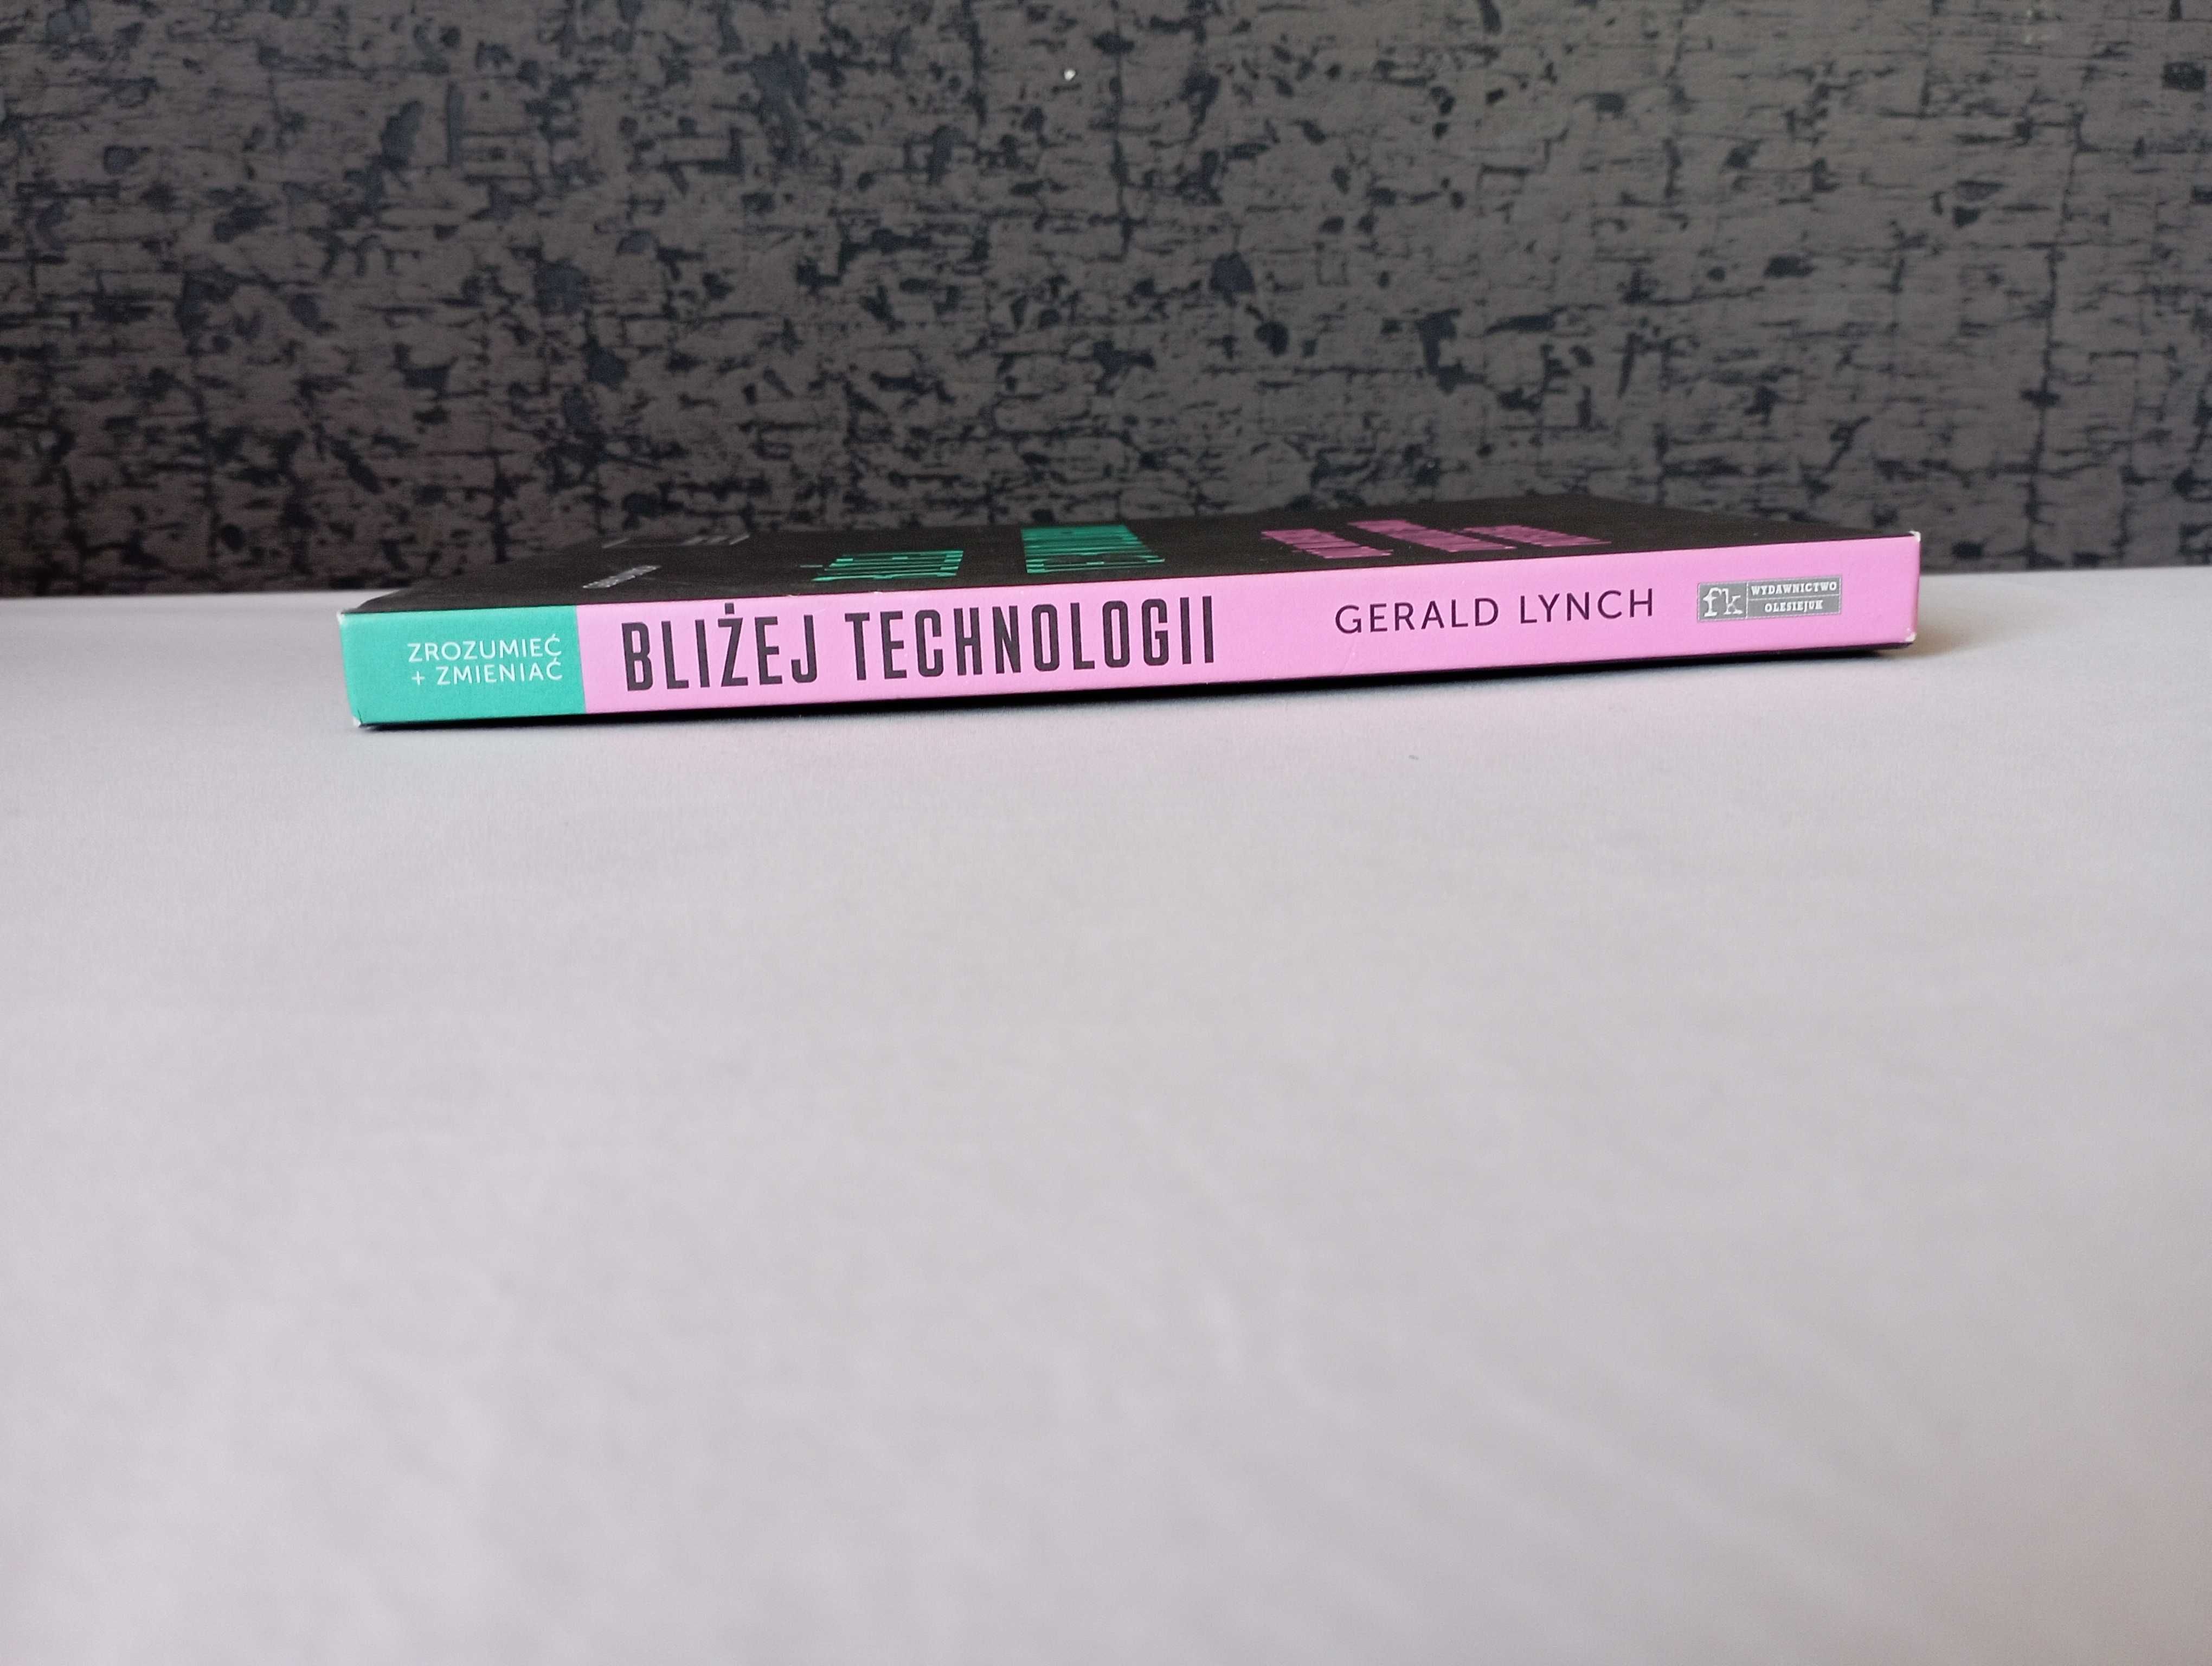 ZROZUMIEĆ
+ ZMIENIAĆ
BLIŻEJ TECHNOLOGII
GERALD LYNCH
fk
WYDAWNICTWO
OLESIEJUK